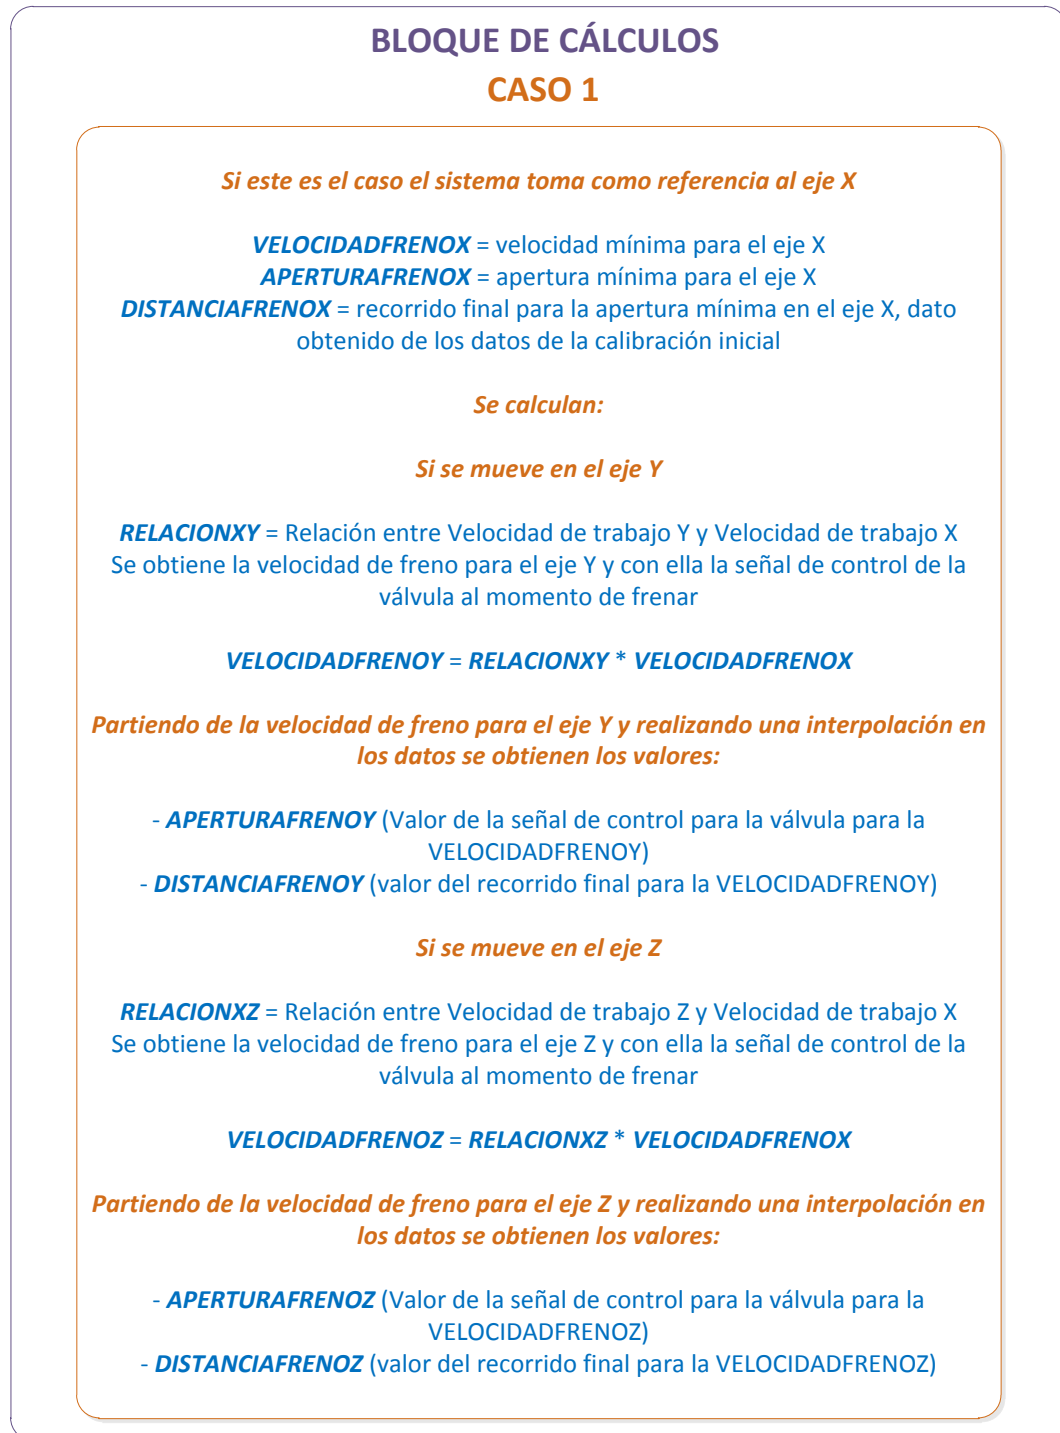 BLOQUE DE CÁLCULOS
CASO 1
Si este es el caso el sistema toma como referencia al eje X
VELOCIDADFRENOX = velocidad mínima para el eje X
APERTURAFRENOX = apertura mínima para el eje X
DISTANCIAFRENOX = recorrido final para la apertura mínima en el eje X, dato
obtenido de los datos de la calibración inicial
Se calculan:
Si se mueve en el eje Y
RELACIONXY = Relación entre Velocidad de trabajo Y y Velocidad de trabajo X
Se obtiene la velocidad de freno para el eje Y y con ella la señal de control de la
válvula al momento de frenar
VELOCIDADFRENOY = RELACIONXY * VELOCIDADFRENOX
Partiendo de la velocidad de freno para el eje Y y realizando una interpolación en
los datos se obtienen los valores:
- APERTURAFRENOY (Valor de la señal de control para la válvula para la
VELOCIDADFRENOY)
- DISTANCIAFRENOY (valor del recorrido final para la VELOCIDADFRENOY)
Si se mueve en el eje Z
RELACIONXZ = Relación entre Velocidad de trabajo Z y Velocidad de trabajo X
Se obtiene la velocidad de freno para el eje Z y con ella la señal de control de la
válvula al momento de frenar
VELOCIDADFRENOZ = RELACIONXZ * VELOCIDADFRENOX
Partiendo de la velocidad de freno para el eje Z y realizando una interpolación en
los datos se obtienen los valores:
- APERTURAFRENOZ (Valor de la señal de control para la válvula para la
VELOCIDADFRENOZ)
- DISTANCIAFRENOZ (valor del recorrido final para la VELOCIDADFRENOZ)